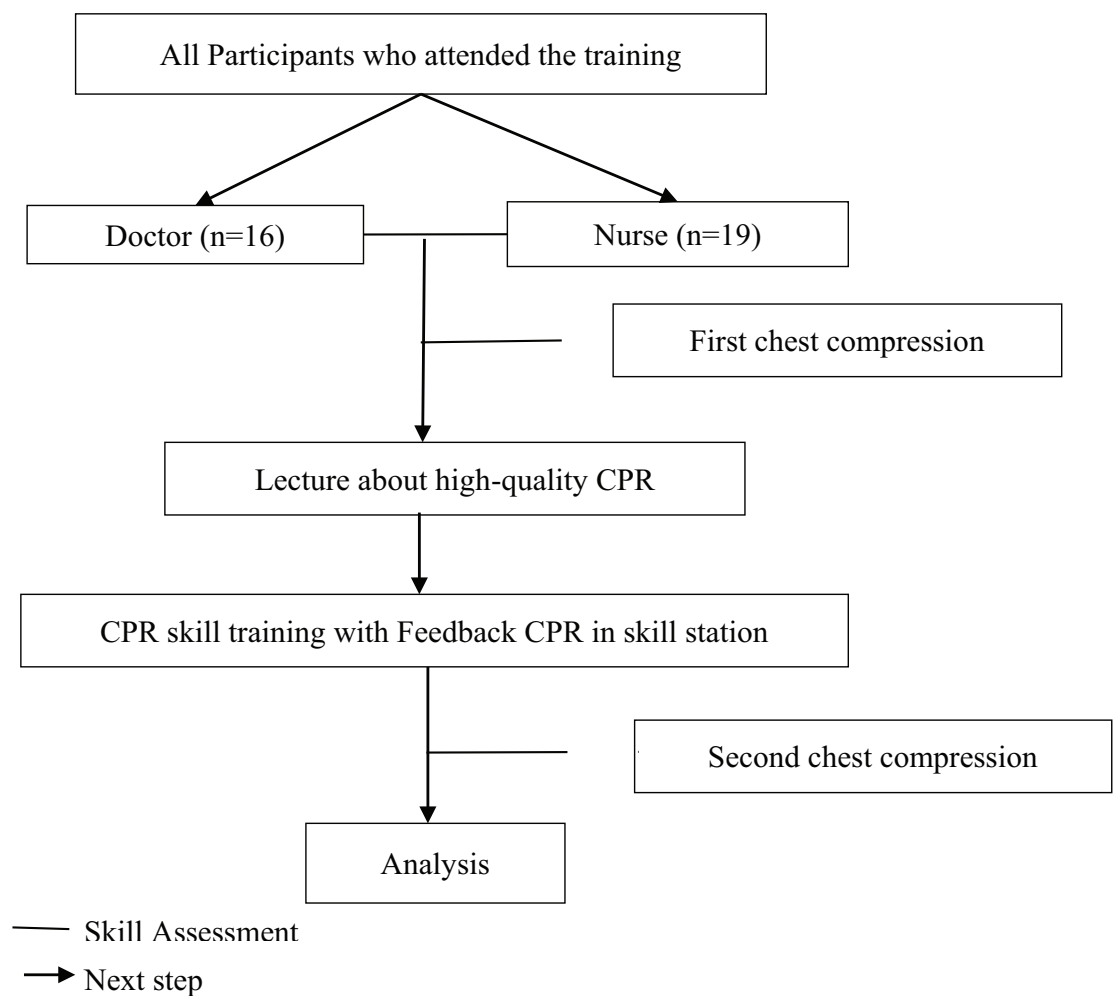 All Participants who attended the training
Doctor (n=16)
Nurse (n=19)
First chest compression
Lecture about high-quality CPR
CPR skill training with Feedback CPR in skill station
Second chest compression
Analysis
Skill Assessment
Next step